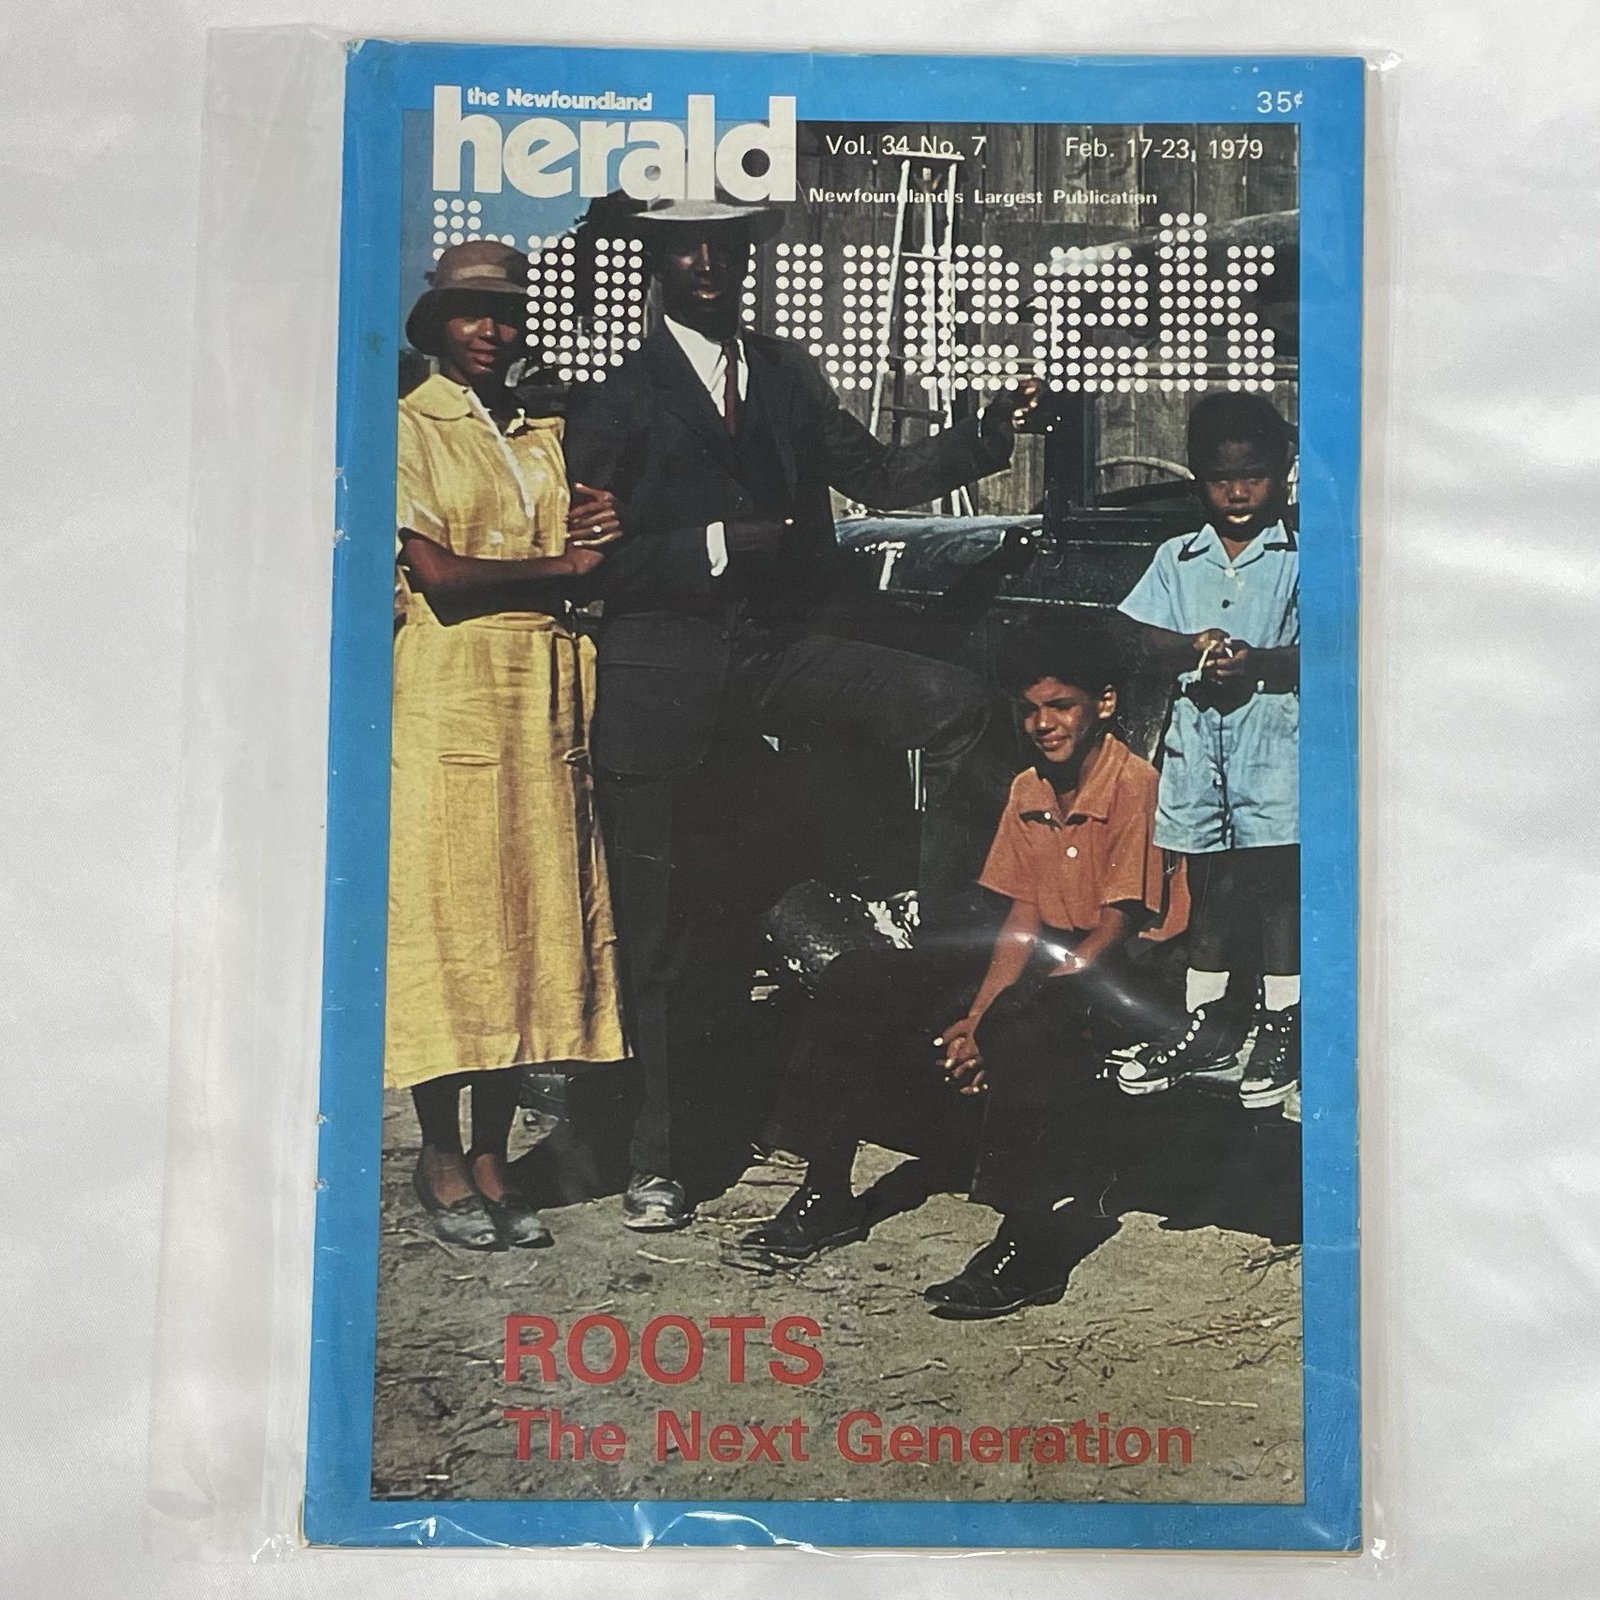 the Newfoundland
herald
35¢
Vol. 34 No. 7 Feb. 17-23, 1979
Newfoundland's Largest Publication
tv week
ROOTS
The Next Generation